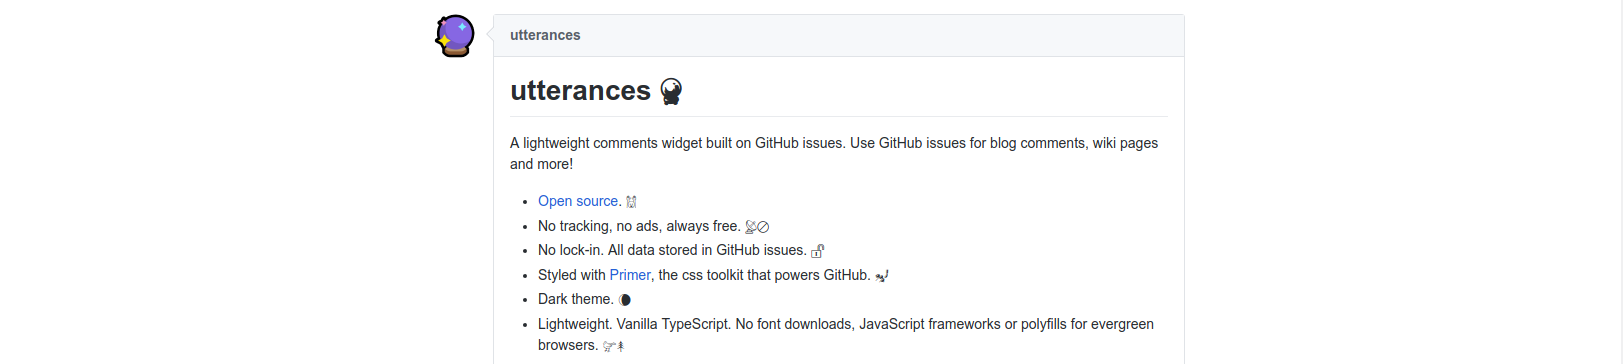 utterances
utterances 🔮
A lightweight comments widget built on GitHub issues. Use GitHub issues for blog comments, wiki pages
and more!
• Open source. 🐙
• No tracking, no ads, always free. 📡🚫
• No lock-in. All data stored in GitHub issues. 🔓
• Styled with Primer, the css toolkit that powers GitHub. 💅
• Dark theme. 🌘
• Lightweight. Vanilla TypeScript. No font downloads, JavaScript frameworks or polyfills for evergreen
browsers. 🐦🌲